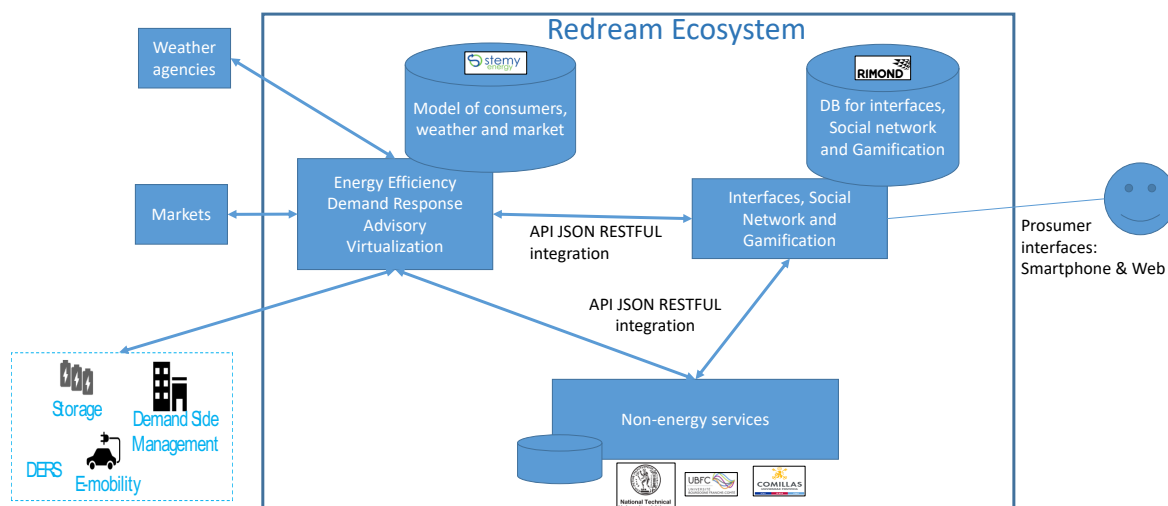 Redream Ecosystem
Weather
agencies
stemy
energy
Model of consumers,
weather and market
RIMOND
DB for interfaces,
Social network
and Gamification
Markets
Energy Efficiency
Demand Response
Advisory
Virtualization
API JSON RESTFUL
integration
Interfaces, Social
Network and
Gamification
Prosumer
interfaces:
Smartphone & Web
API JSON RESTFUL
integration
Storage
Demand Side
Management
DERS
E-mobility
Non-energy services
National Technical
UBFC
COMILLAS